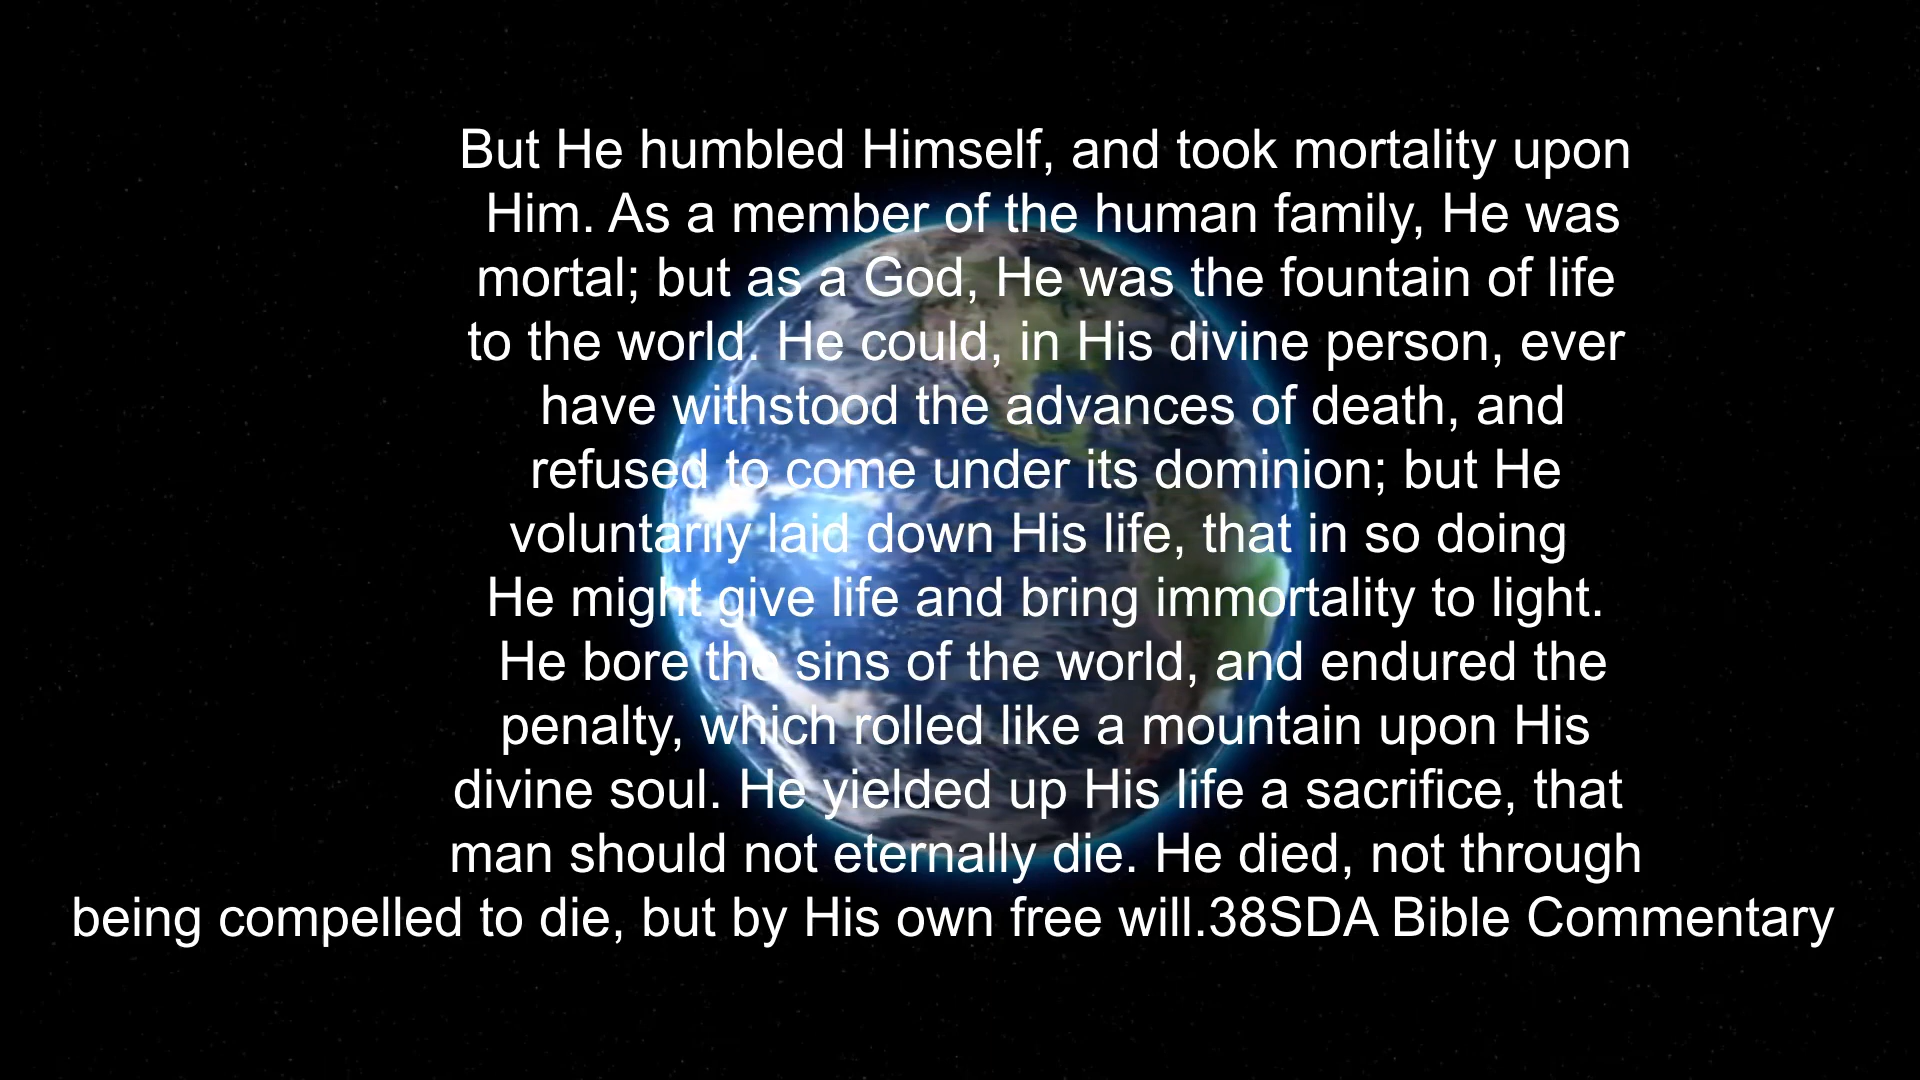 But He humbled Himself, and took mortality upon
Him. As a member of the human family, He was
mortal; but as a God, He was the fountain of life
to the world. He could, in His divine person, ever
have withstood the advances of death, and
refused to come under its dominion; but He
voluntarily laid down His life, that in so doing
He might give life and bring immortality to light.
He bore the sins of the world, and endured the
penalty, which rolled like a mountain upon His
divine soul. He yielded up His life a sacrifice, that
man should not eternally die. He died, not through
being compelled to die, but by His own free will.38SDA Bible Commentary